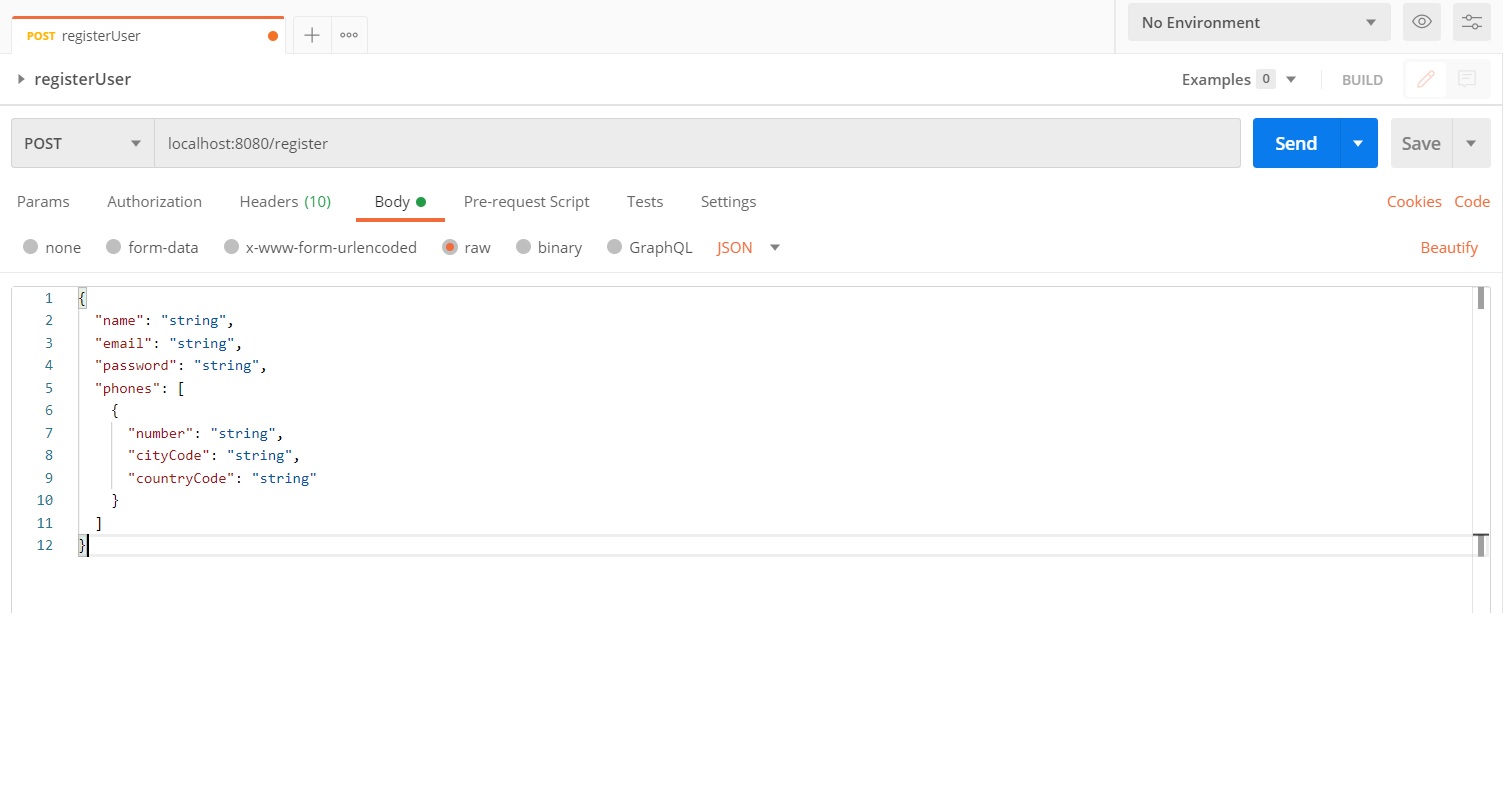 POST registerUser
No Environment
registerUser
Examples 0
BUILD
POST
localhost:8080/register
Send
Save
Params Authorization Headers (10) Body Pre-request Script Tests Settings Cookies Code
none form-data x-www-form-urlencoded raw binary GraphQL JSON Beautify
1 {
2 "name": "string",
3 "email": "string",
4 "password": "string",
5 "phones": [
6 {
7 "number": "string",
8 "cityCode": "string",
9 "countryCode": "string"
10 }
11 ]
12 }